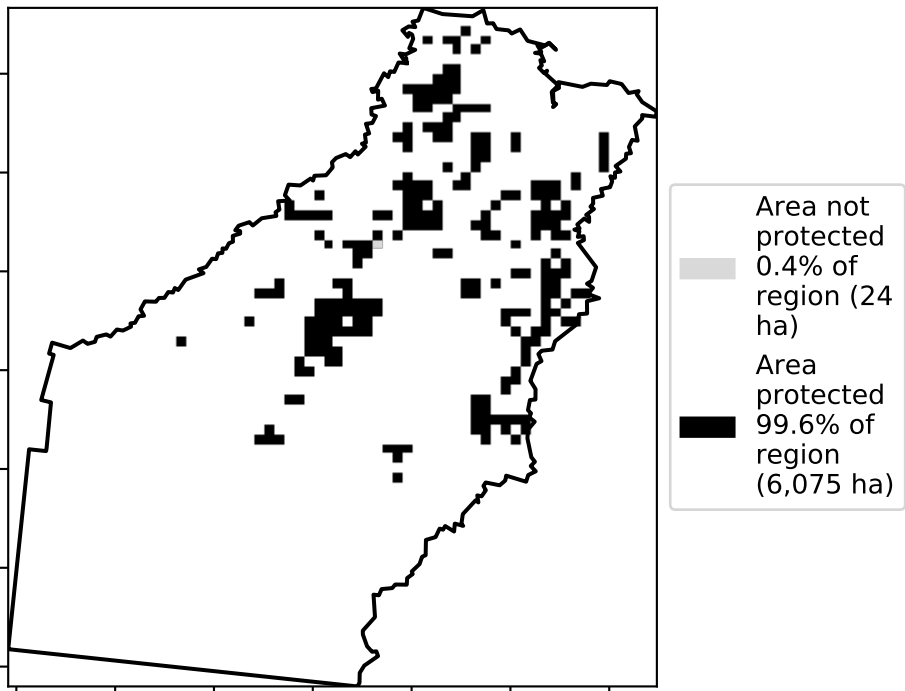 Area not
protected
0.4% of
region (24
ha)
Area
protected
99.6% of
region
(6,075 ha)